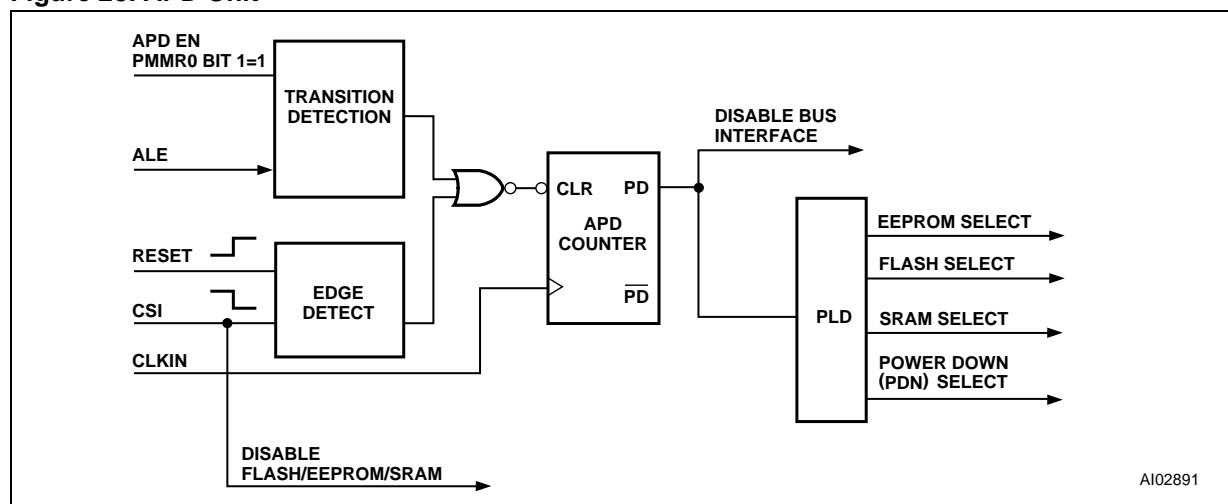 Figure APD Unit
APD EN
PMMR0 BIT 1=1
TRANSITION
DETECTION
ALE
DISABLE BUS
INTERFACE
CLR PD
APD
COUNTER
P̅D̅
RESET
CSI
EDGE
DETECT
CLKIN
PLD
EEPROM SELECT
FLASH SELECT
SRAM SELECT
POWER DOWN
(PDN) SELECT
DISABLE
FLASH/EEPROM/SRAM
AI02891